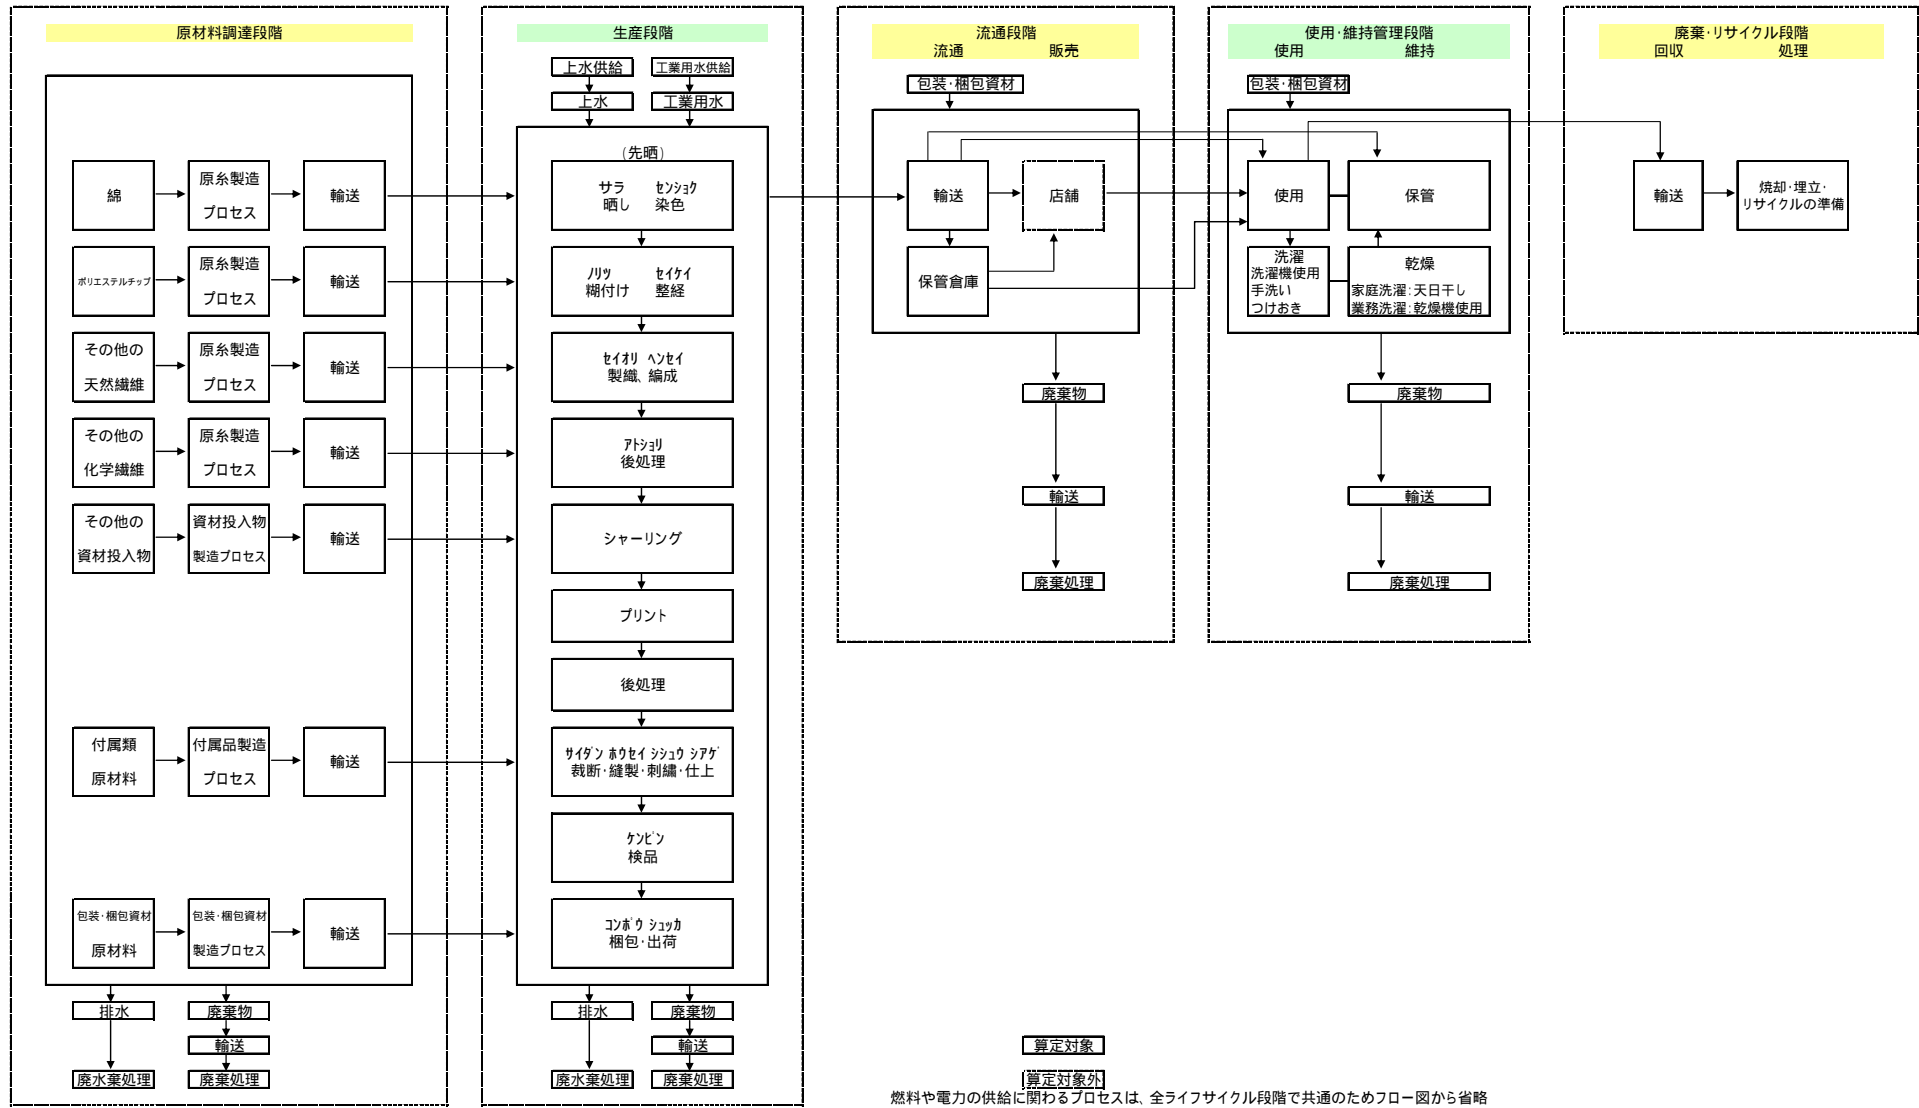 原材料調達段階
綿
原糸製造
プロセス
輸送
ポリエステルチップ
原糸製造
プロセス
輸送
その他の
天然繊維
原糸製造
プロセス
輸送
その他の
化学繊維
原糸製造
プロセス
輸送
その他の
資材投入物
資材投入物
製造プロセス
輸送
付属類
原材料
付属品製造
プロセス
輸送
包装・梱包資材
原材料
包装・梱包資材
製造プロセス
輸送
排水
廃水棄処理
廃棄物
輸送
廃棄処理
生産段階
上水供給
工業用水供給
上水
工業用水
(先晒)
サラ センショク
晒し 染色
ノリツ セイケイ
糊付け 整経
セイオリ ヘンセイ
製織、編成
アトショリ
後処理
シャーリング
プリント
後処理
サイダン ホウセイ シシュウ シアゲ
裁断・縫製・刺繍・仕上
ケンピン
検品
コンポウ シュッカ
梱包・出荷
排水
廃水棄処理
廃棄物
輸送
廃棄処理
流通段階
流通 販売
包装・梱包資材
輸送
店舗
保管倉庫
廃棄物
輸送
廃棄処理
使用・維持管理段階
使用 維持
包装・梱包資材
使用
保管
洗濯
洗濯機使用
手洗い
つけおき
乾燥
家庭洗濯:天日干し
業務洗濯:乾燥機使用
廃棄物
輸送
廃棄処理
廃棄・リサイクル段階
回収 処理
輸送
焼却・埋立・
リサイクルの準備
算定対象
算定対象外
燃料や電力の供給に関わるプロセスは、全ライフサイクル段階で共通のためフロー図から省略